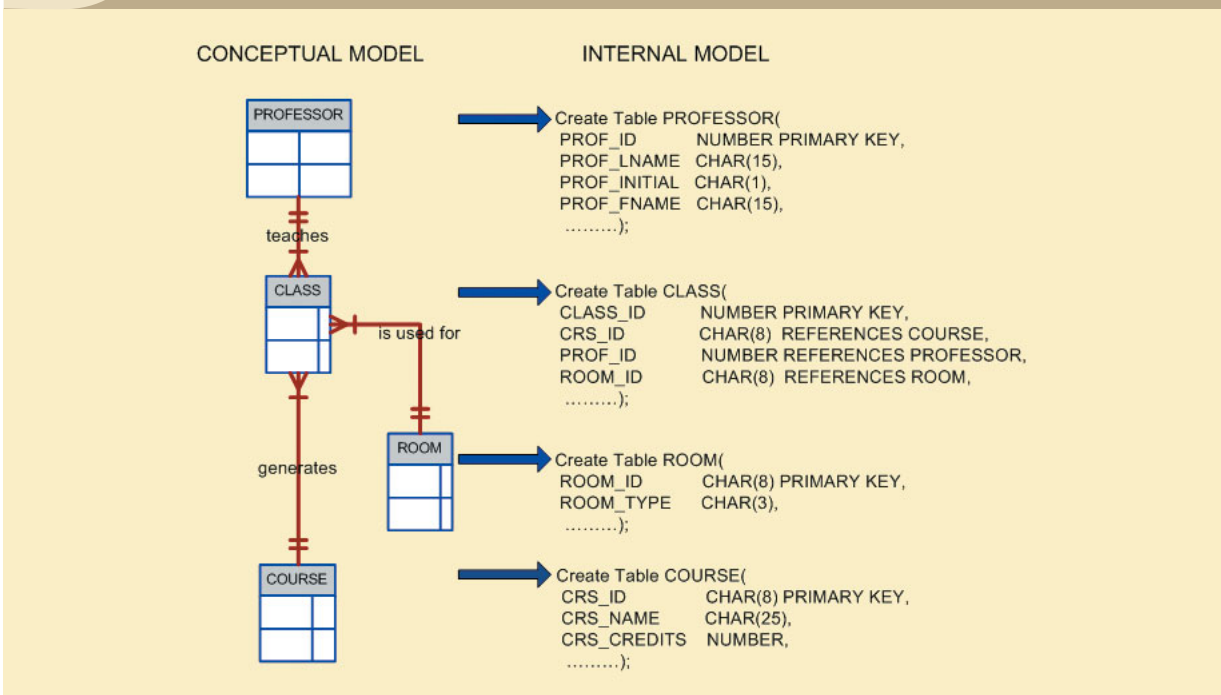 CONCEPTUAL MODEL
INTERNAL MODEL
PROFESSOR
teaches
CLASS
is used for
ROOM
generates
COURSE
Create Table PROFESSOR(
PROF_ID NUMBER PRIMARY KEY,
PROF_LNAME CHAR(15),
PROF_INITIAL CHAR(1),
PROF_FNAME CHAR(15),
.........);
Create Table CLASS(
CLASS_ID NUMBER PRIMARY KEY,
CRS_ID CHAR(8) REFERENCES COURSE,
PROF_ID NUMBER REFERENCES PROFESSOR,
ROOM_ID CHAR(8) REFERENCES ROOM,
.........);
Create Table ROOM(
ROOM_ID CHAR(8) PRIMARY KEY,
ROOM_TYPE CHAR(3),
.........);
Create Table COURSE(
CRS_ID CHAR(8) PRIMARY KEY,
CRS_NAME CHAR(25),
CRS_CREDITS NUMBER,
.........);